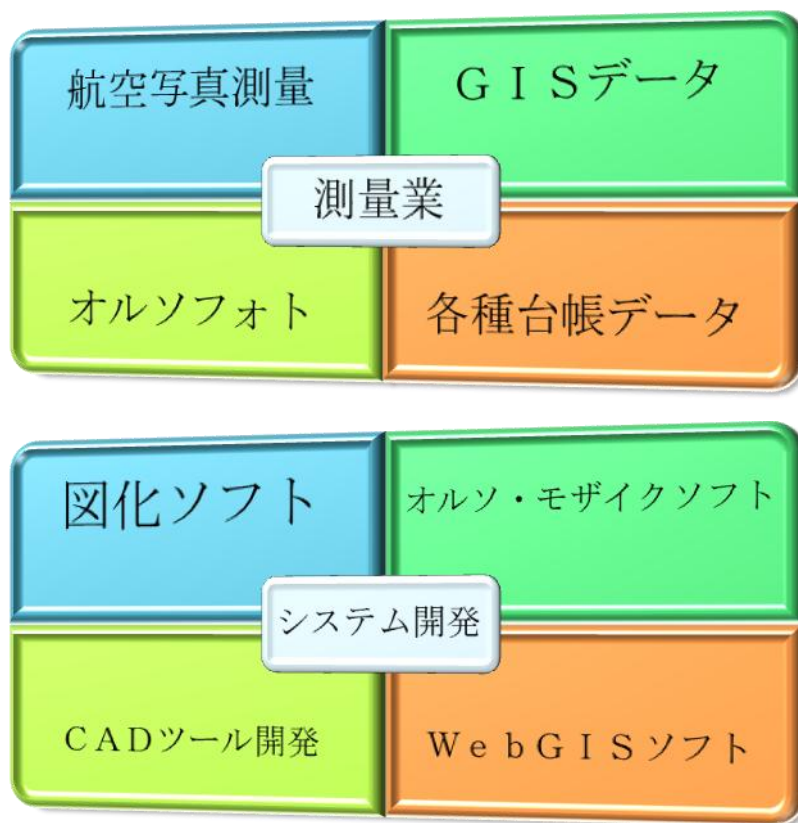 航空写真測量
ＧＩＳデータ
測量業
オルソフォト
各種台帳データ
図化ソフト
オルソ・モザイクソフト
システム開発
ＣＡＤツール開発
ＷｅｂＧＩＳソフト